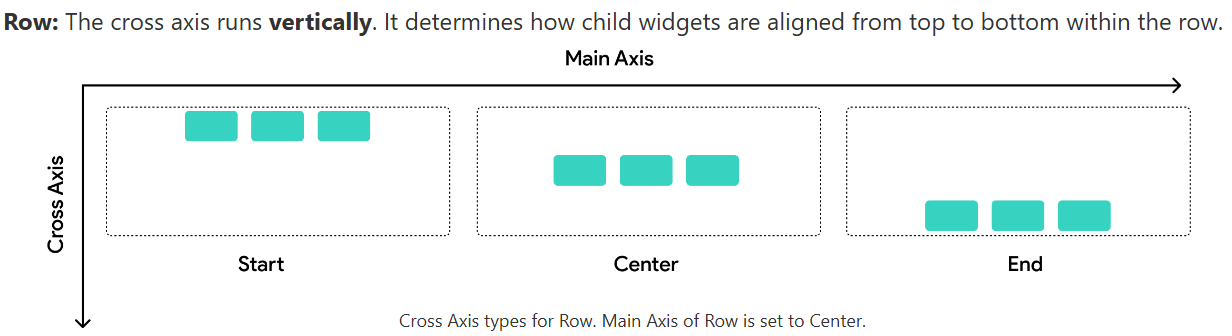 Row: The cross axis runs vertically. It determines how child widgets are aligned from top to bottom within the row.
Main Axis
Cross Axis
Start
Center
End
Cross Axis types for Row. Main Axis of Row is set to Center.